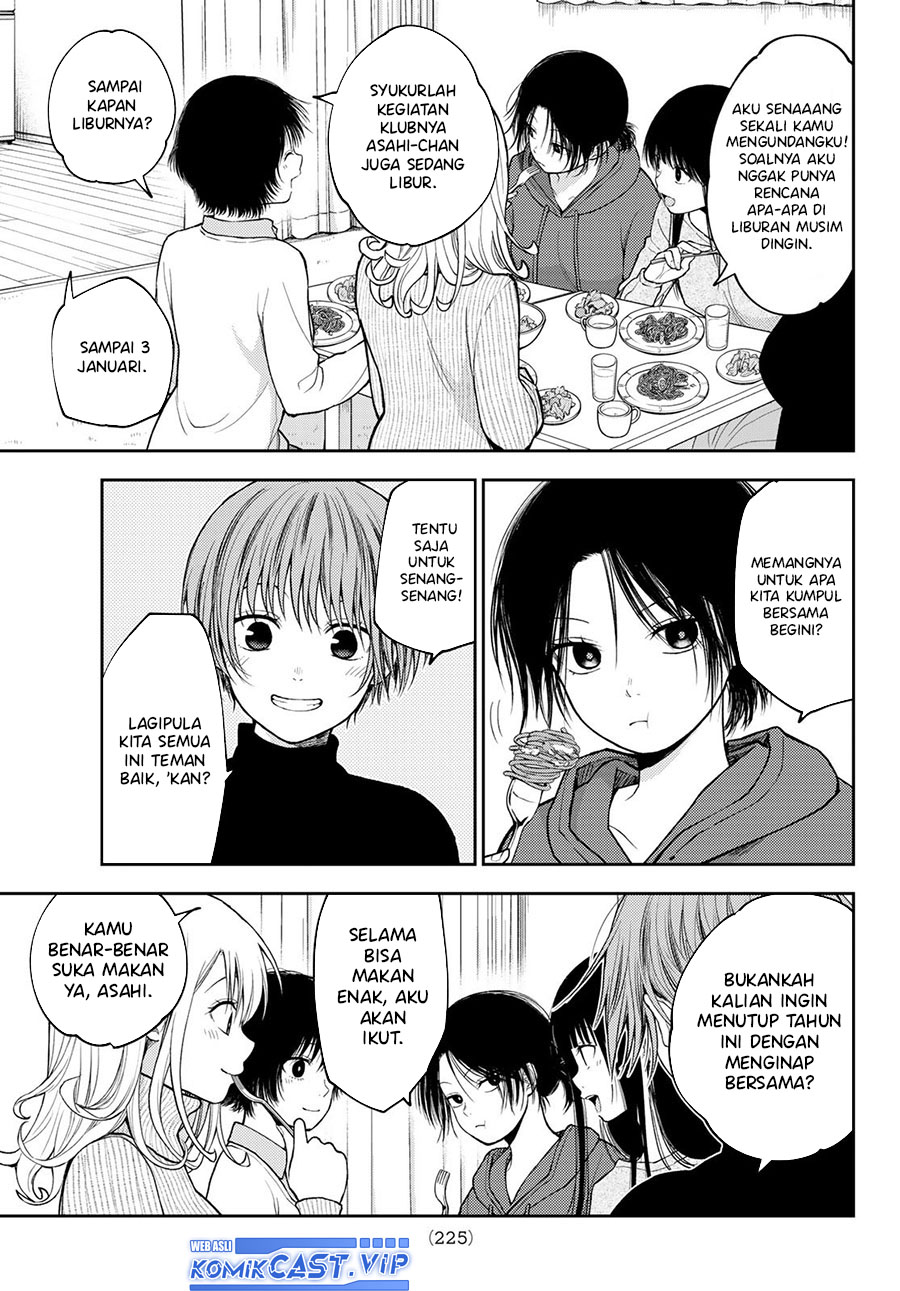 AKU SENAAANG
SEKALI KAMU
MENGUNDANGKU!
SOALNYA AKU
NGGAK PUNYA
RENCANA
APA-APA DI
LIBURAN MUSIM
DINGIN.
SYUKURLAH
KEGIATAN
KLUBNYA
ASAHI-CHAN
JUGA SEDANG
LIBUR.
SAMPAI
KAPAN
LIBURNYA?
SAMPAI 3
JANUARI.
MEMANGNYA
UNTUK APA
KITA KUMPUL
BERSAMA
BEGINI?
TENTU
SAJA
UNTUK
SENANG-
SENANG!
LAGIPULA
KITA SEMUA
INI TEMAN
BAIK, 'KAN?
BUKANKAH
KALIAN INGIN
MENUTUP TAHUN
INI DENGAN
MENGINAP
BERSAMA?
SELAMA
BISA
MAKAN
ENAK, AKU
AKAN
IKUT.
KAMU
BENAR-BENAR
SUKA MAKAN
YA, ASAHI.
(225)
WEB ASLI
KOMIKCAST.VIP